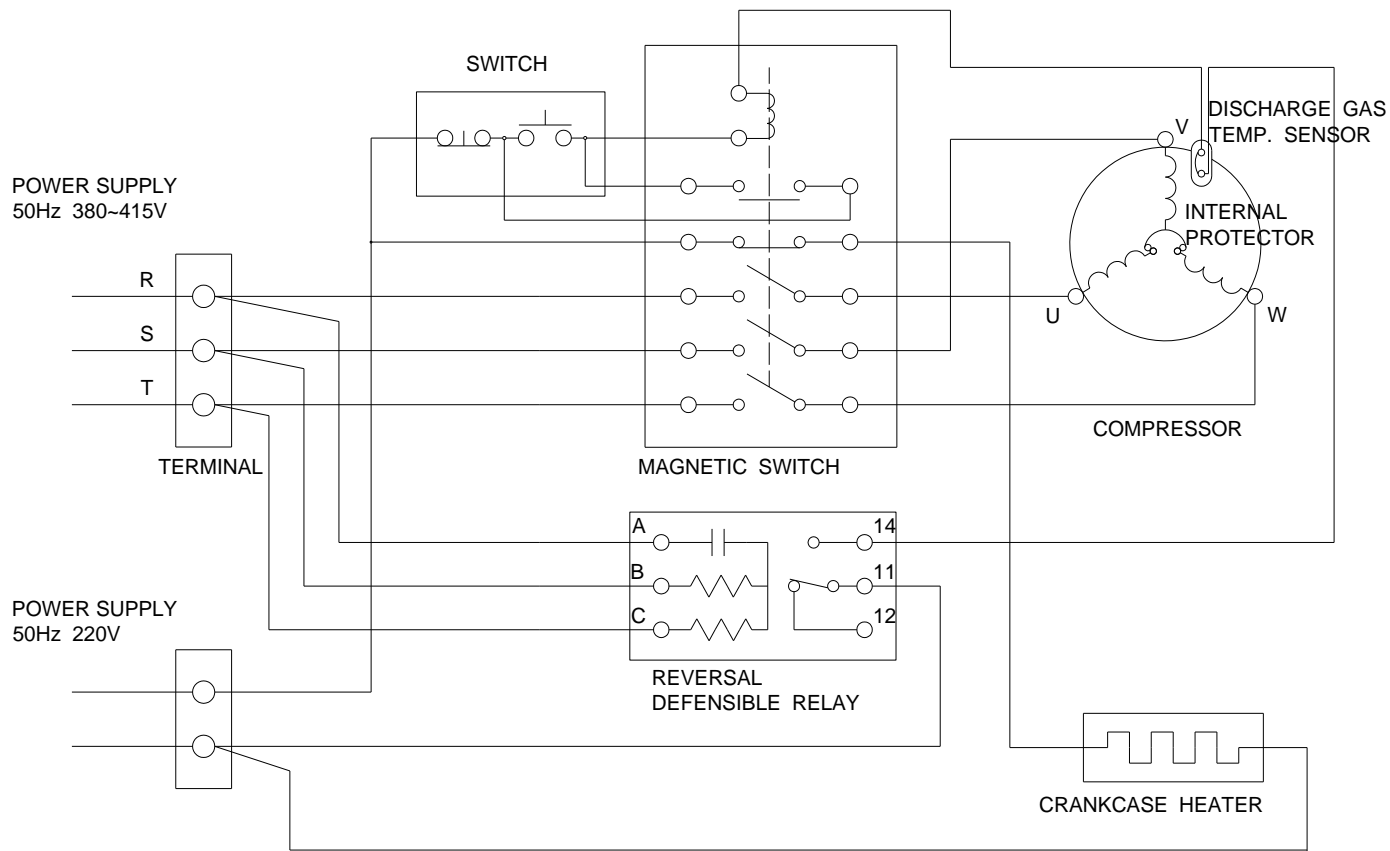 SWITCH
DISCHARGE GAS
TEMP. SENSOR
V
POWER SUPPLY
50Hz 380~415V
INTERNAL
PROTECTOR
R
U
W
S
T
COMPRESSOR
TERMINAL
MAGNETIC SWITCH
A
14
B
11
C
12
POWER SUPPLY
50Hz 220V
REVERSAL
DEFENSIBLE RELAY
CRANKCASE HEATER